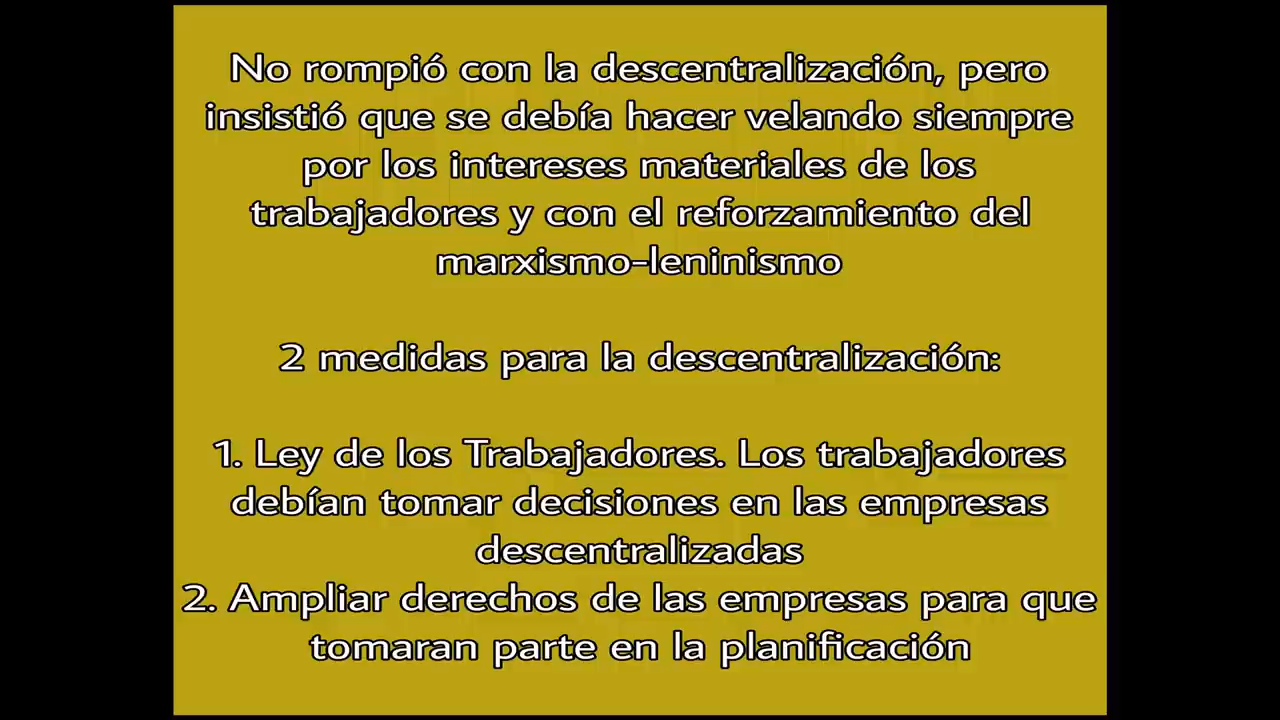 No rompió con la descentralización, pero
insistió que se debía hacer velando siempre
por los intereses materiales de los
trabajadores y con el reforzamiento del
marxismo-leninismo
2 medidas para la descentralización:
1. Ley de los Trabajadores. Los trabajadores
debían tomar decisiones en las empresas
descentralizadas
2. Ampliar derechos de las empresas para que
tomaran parte en la planificación